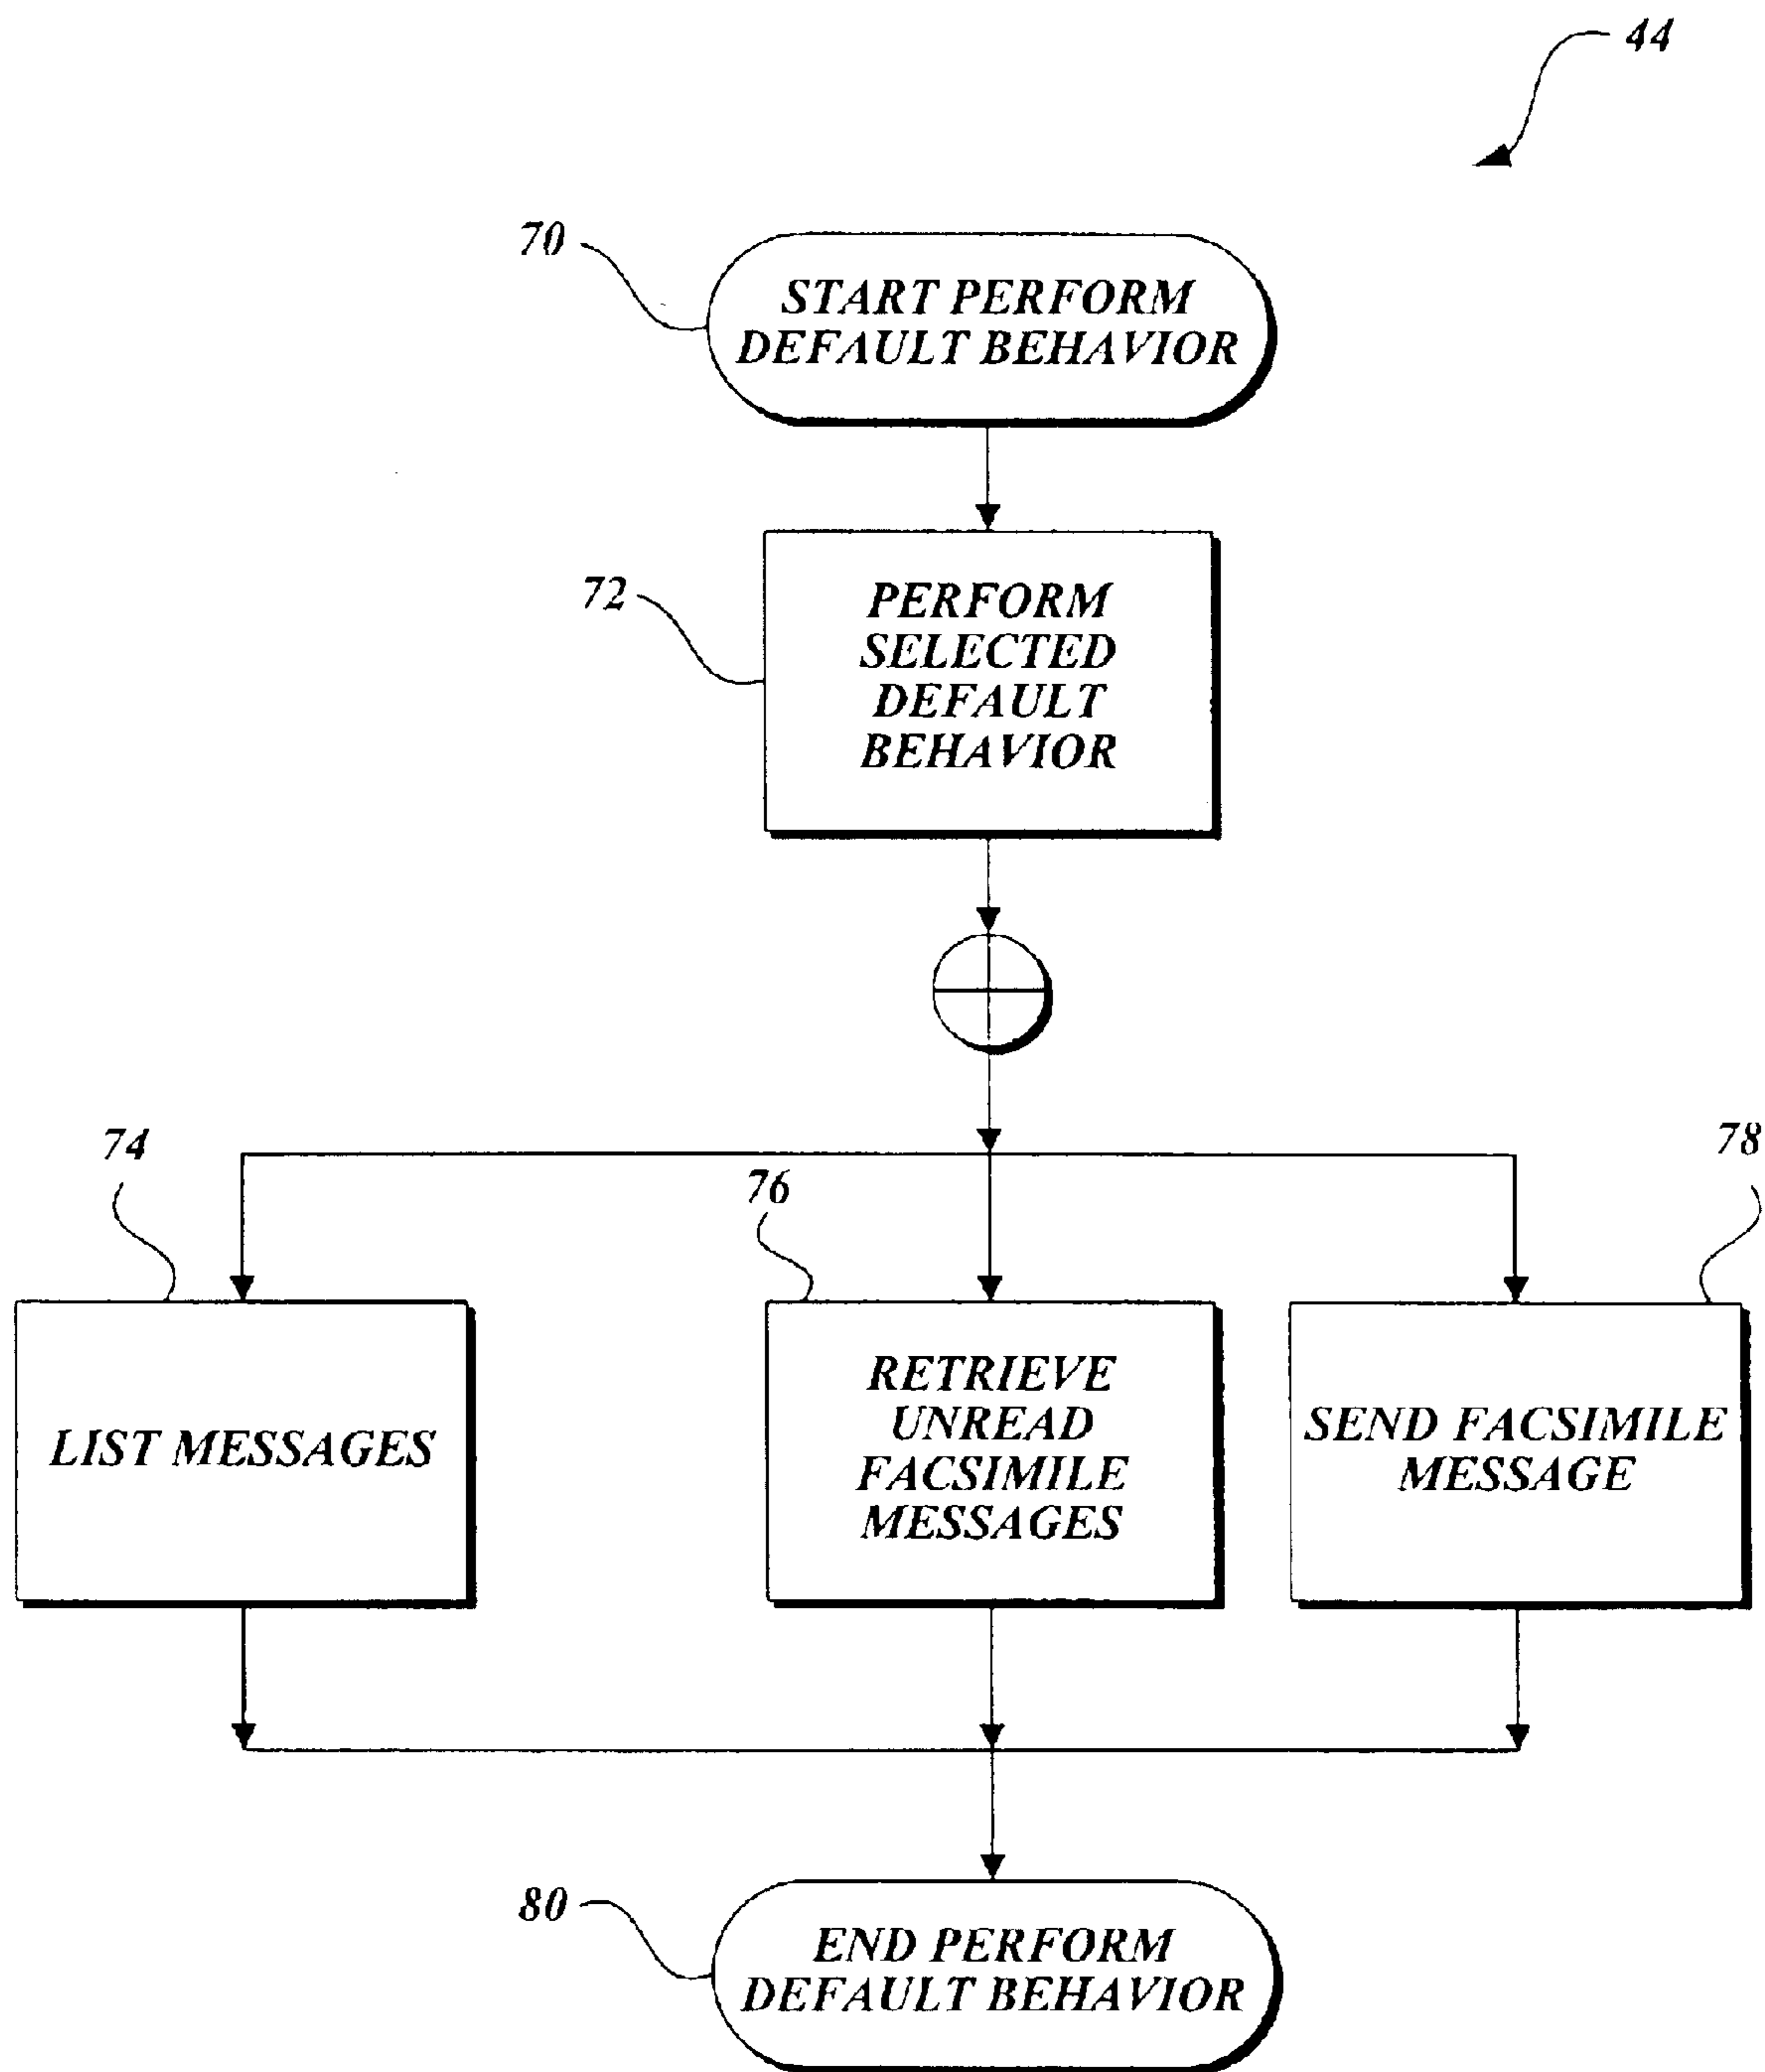 44
70
START PERFORM
DEFAULT BEHAVIOR
72
PERFORM
SELECTED
DEFAULT
BEHAVIOR
74
76
78
LIST MESSAGES
RETRIEVE
UNREAD
FACSIMILE
MESSAGES
SEND FACSIMILE
MESSAGE
80
END PERFORM
DEFAULT BEHAVIOR